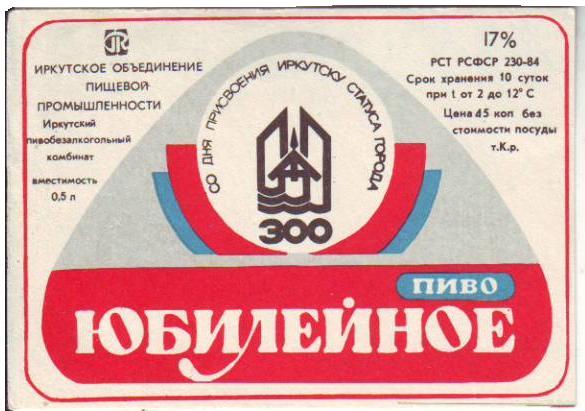 ИРКУТСКОЕ ОБЪЕДИНЕНИЕ
ПИЩЕВОЙ
ПРОМЫШЛЕННОСТИ
Иркутский
пивобезалкогольный
комбинат
вместимость
0,5 л
СО ДНЯ ПРИСВОЕНИЯ ИРКУТСКУ СТАТУСА ГОРОДА
300
17%
РСТ РСФСР 230-84
Срок хранения 10 суток
при t от 2 до 12° С
Цена 45 коп без
стоимости посуды
т.К.р.
ПИВО
ЮБИЛЕЙНОЕ